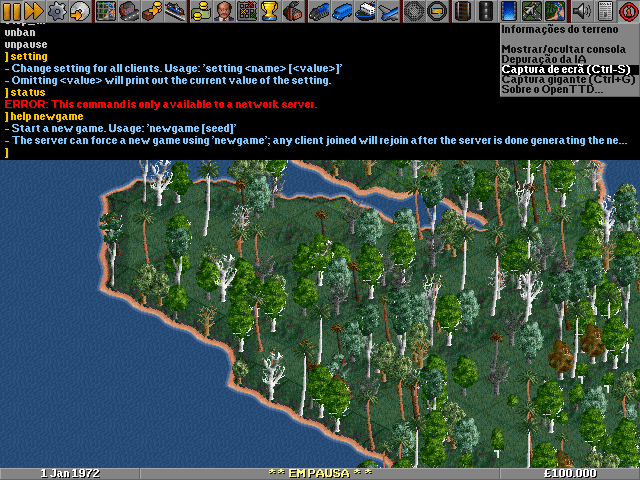 unban
unpause
] setting
- Change setting for all clients. Usage: 'setting <name> [<value>]'
- Omitting <value> will print out the current value of the setting.
] status
ERROR: This command is only available to a network server.
] help newgame
- Start a new game. Usage: 'newgame [seed]'
- The server can force a new game using 'newgame'; any client joined will rejoin after the server is done generating the ne...
]
Informações do terreno
Mostrar/ocultar consola
Depuração da IA
Captura de ecrã (Ctrl-S)
Captura gigante (Ctrl+G)
Sobre o OpenTTD...
1 Jan 1972
* * EM PAUSA * *
£100.000